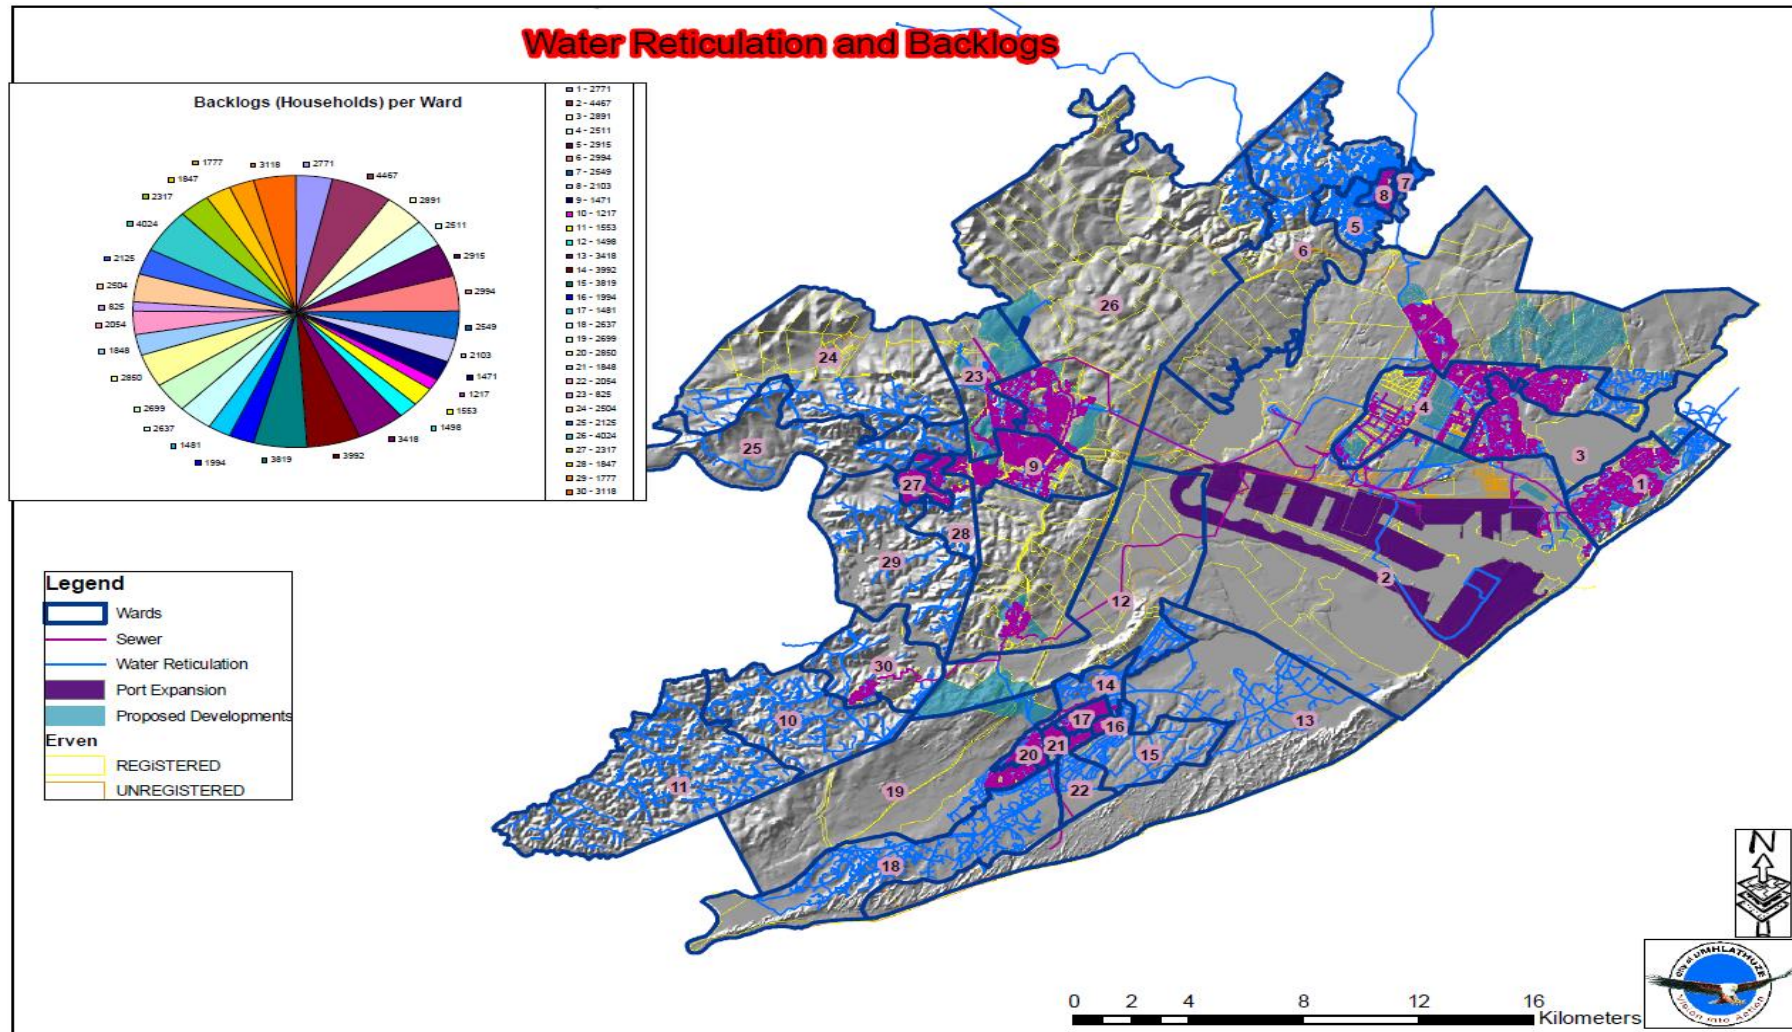 Water Reticulation and Backlogs
Backlogs (Households) per Ward
1777
3118
2771
1847
4467
2317
2891
4024
2511
2125
2915
2504
2994
825
2054
2549
1848
2103
2850
1471
1217
2699
1553
2637
1498
1481
3418
1994
3819
3992
1 - 2771
2 - 4467
3 - 2891
4 - 2511
5 - 2915
6 - 2994
7 - 2549
8 - 2103
9 - 1471
10 - 1217
11 - 1553
12 - 1498
13 - 3418
14 - 3992
15 - 3819
16 - 1994
17 - 1481
18 - 2637
19 - 2699
20 - 2850
21 - 1848
22 - 2054
23 - 825
24 - 2504
25 - 2125
26 - 4024
27 - 2317
28 - 1847
29 - 1777
30 - 3118
8
7
5
6
26
24
23
4
25
3
9
27
1
28
29
2
12
30
14
10
17
13
16
21
20
15
11
19
22
18
Legend
Wards
Sewer
Water Reticulation
Port Expansion
Proposed Developments
Erven
REGISTERED
UNREGISTERED
N
City of UMHLATHUZE
Vision into Action
0 2 4 8 12 16
Kilometers